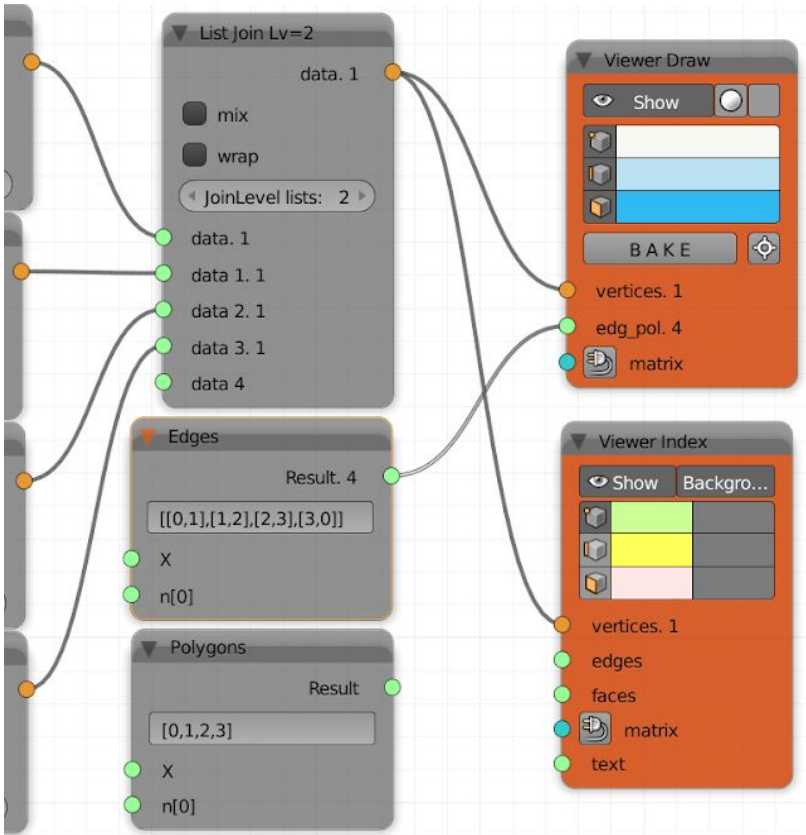 List Join Lv=2
data. 1
mix
wrap
JoinLevel lists: 2
data. 1
data 1. 1
data 2. 1
data 3. 1
data 4
Edges
Result. 4
[[0,1],[1,2],[2,3],[3,0]]
X
n[0]
Polygons
Result
[0,1,2,3]
X
n[0]
Viewer Draw
Show
B A K E
vertices. 1
edg_pol. 4
matrix
Viewer Index
Show Backgro...
vertices. 1
edges
faces
matrix
text